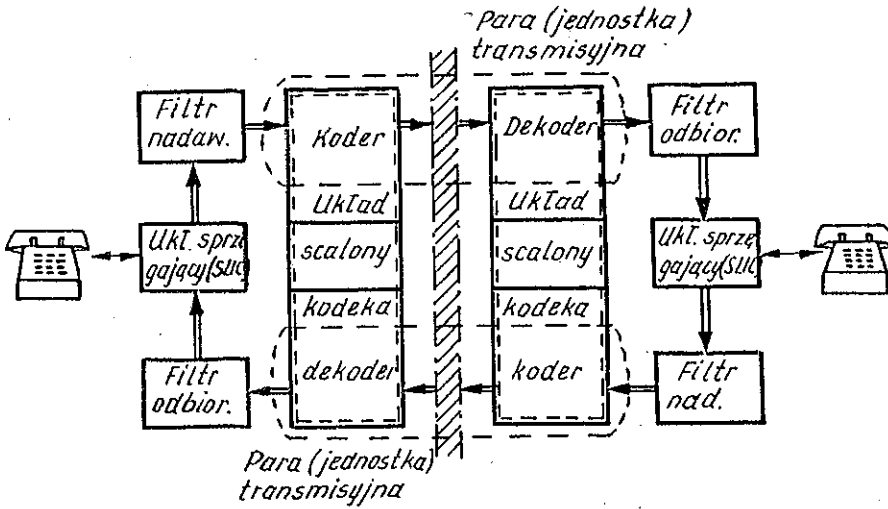 Para (jednostka)
transmisyjna
Filtr
nadaw.
Koder
Dekoder
Filtr
odbior.
Układ
Układ
Ukł. sprzę
gający(SLIC)
scalony
scalony
Ukł. sprzę
gający(SLIC)
kodeka
kodeka
Filtr
odbior.
dekoder
koder
Filtr
nad.
Para (jednostka)
transmisyjna